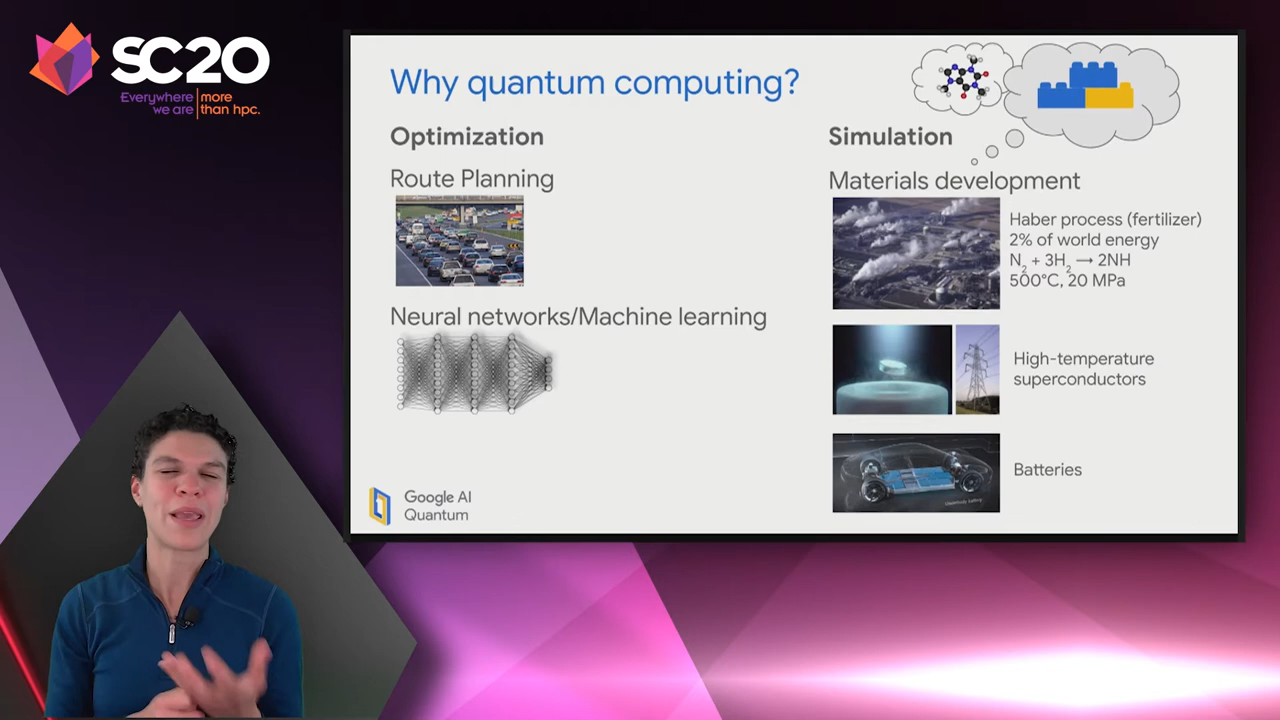 SC20
Everywhere more
we are than hpc.
Why quantum computing?
Optimization
Route Planning
Neural networks/Machine learning
Simulation
Materials development
Haber process (fertilizer)
2% of world energy
N₂ + 3H₂ → 2NH
500°C, 20 MPa
High-temperature
superconductors
Batteries
Google AI
Quantum